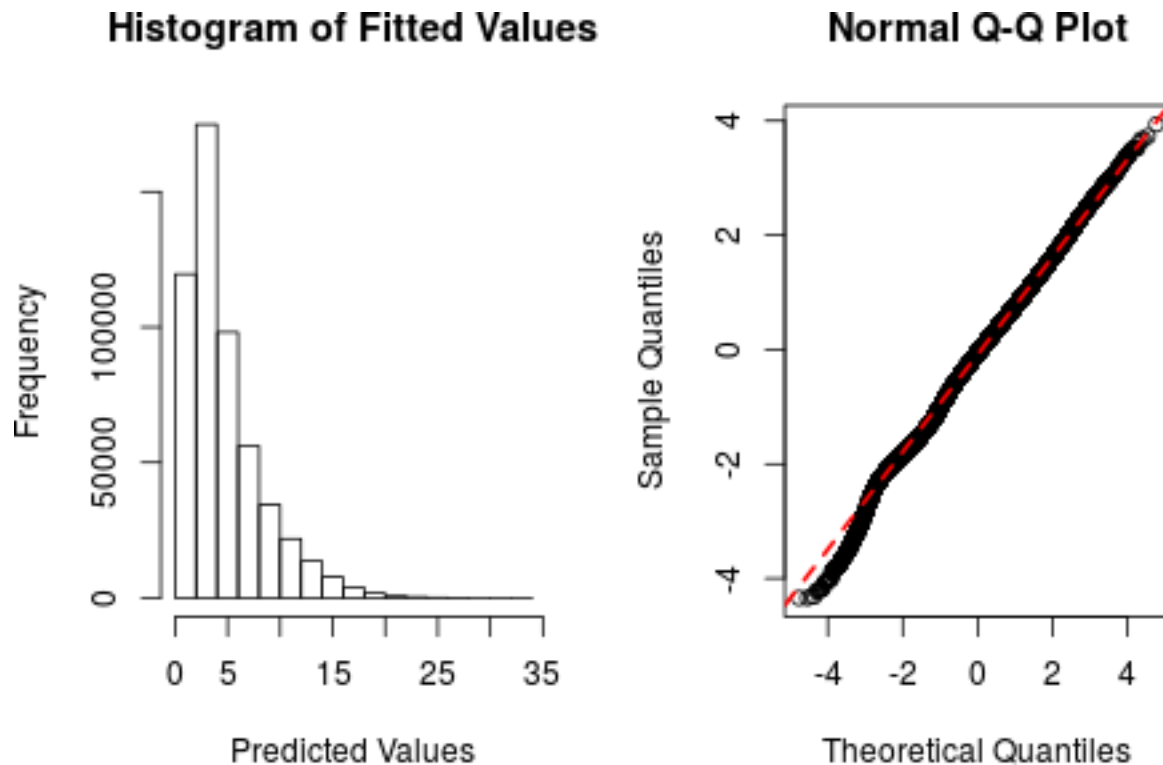 Histogram of Fitted Values
Frequency
100000
50000
0
0 5 15 25 35
Predicted Values
Normal Q-Q Plot
Sample Quantiles
4
2
0
-2
-4
-4 -2 0 2 4
Theoretical Quantiles